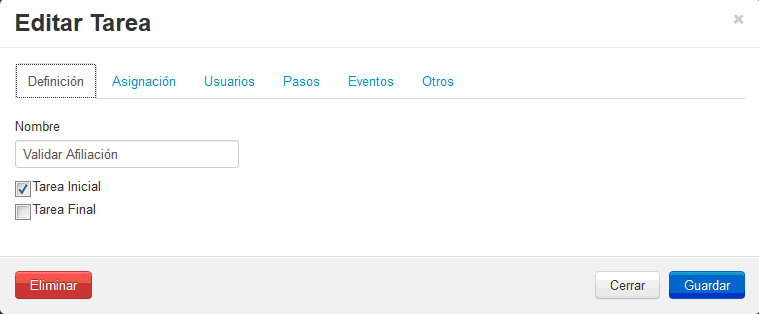 Editar Tarea
×
Definición Asignación Usuarios Pasos Eventos Otros
Nombre
Validar Afiliación
Tarea Inicial
Tarea Final
Eliminar Cerrar Guardar